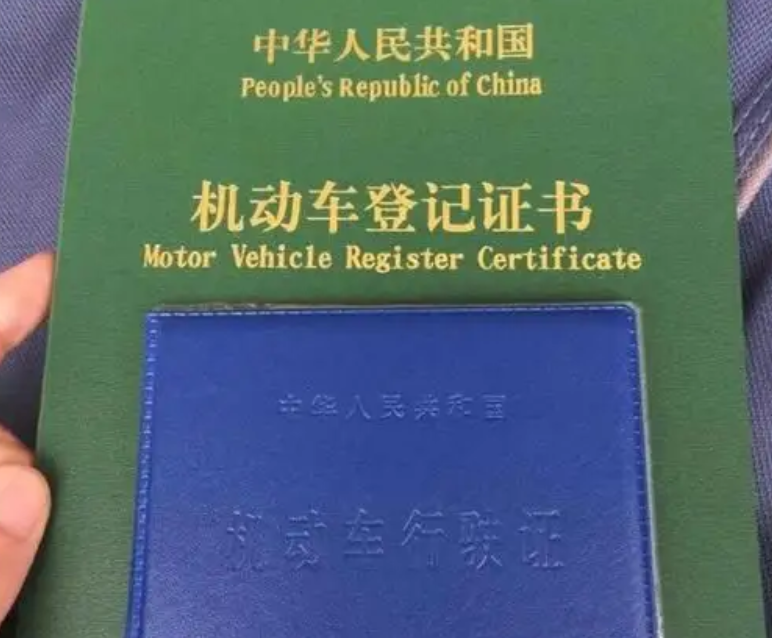 中华人民共和国
People's Republic of China
机动车登记证书
Motor Vehicle Register Certificate
中华人民共和国
机动车行驶证